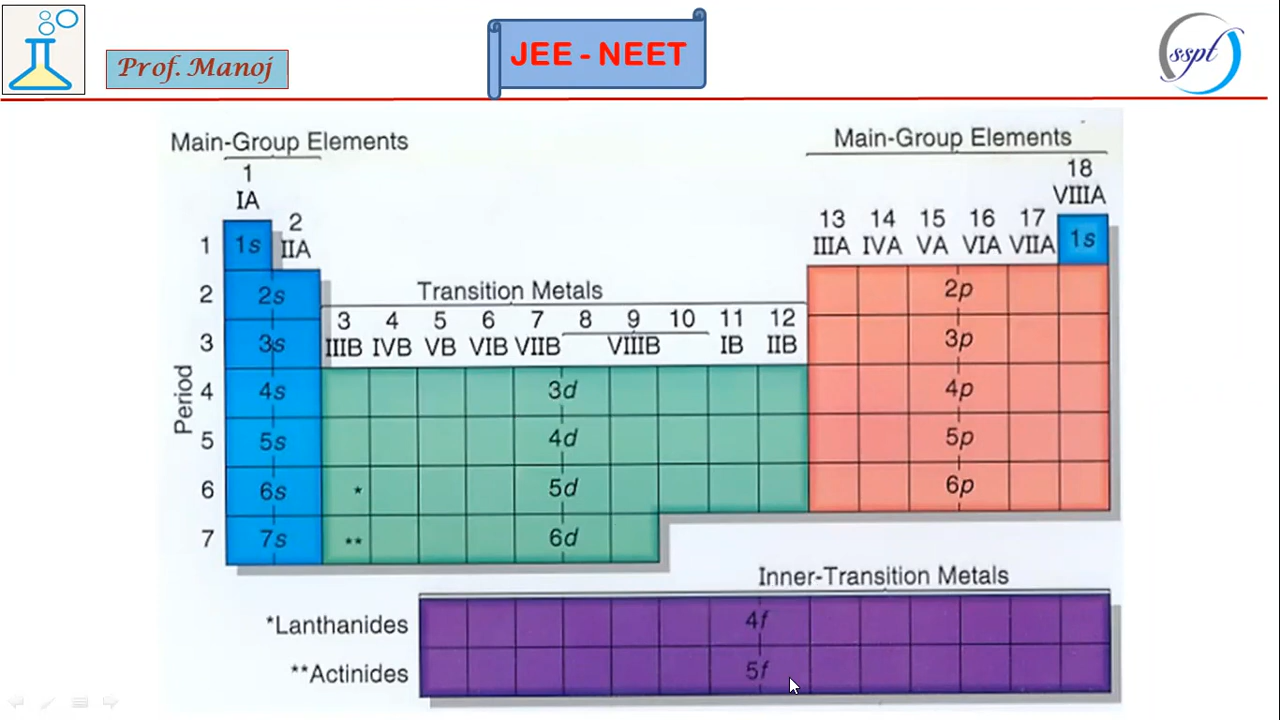 Prof. Manoj
JEE - NEET
sspt
Main-Group Elements
Main-Group Elements
1
IA
18
VIIIA
2
IIA
13 14 15 16 17
IIIA IVA VA VIA VIIA
1 1s 1s
Transition Metals
2 2s 2p
3 4 5 6 7 8 9 10 11 12
IIIB IVB VB VIB VIIB VIIIB IB IIB
3 3s 3p
Period
4 4s 3d 4p
5 5s 4d 5p
6 6s * 5d 6p
7 7s ** 6d
Inner-Transition Metals
*Lanthanides 4f
**Actinides 5f